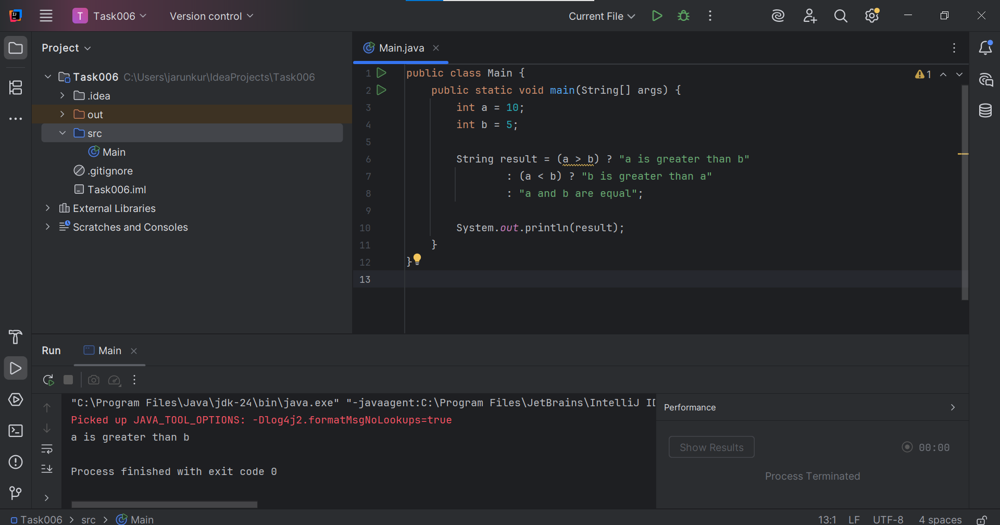 T Task006 Version control Current File
Project
Task006 C:\Users\jarunkur\IdeaProjects\Task006
.idea
out
src
Main
.gitignore
Task006.iml
External Libraries
Scratches and Consoles
Main.java
1 public class Main {
2 public static void main(String[] args) {
3 int a = 10;
4 int b = 5;
5
6 String result = (a > b) ? "a is greater than b"
7 : (a < b) ? "b is greater than a"
8 : "a and b are equal";
9
10 System.out.println(result);
11 }
12 }
13
1
Run Main
"C:\Program Files\Java\jdk-24\bin\java.exe" "-javaagent:C:\Program Files\JetBrains\IntelliJ ID
Picked up JAVA_TOOL_OPTIONS: -Dlog4j2.formatMsgNoLookups=true
a is greater than b
Process finished with exit code 0
Performance
Show Results 00:00
Process Terminated
Task006 > src > Main 13:1 LF UTF-8 4 spaces